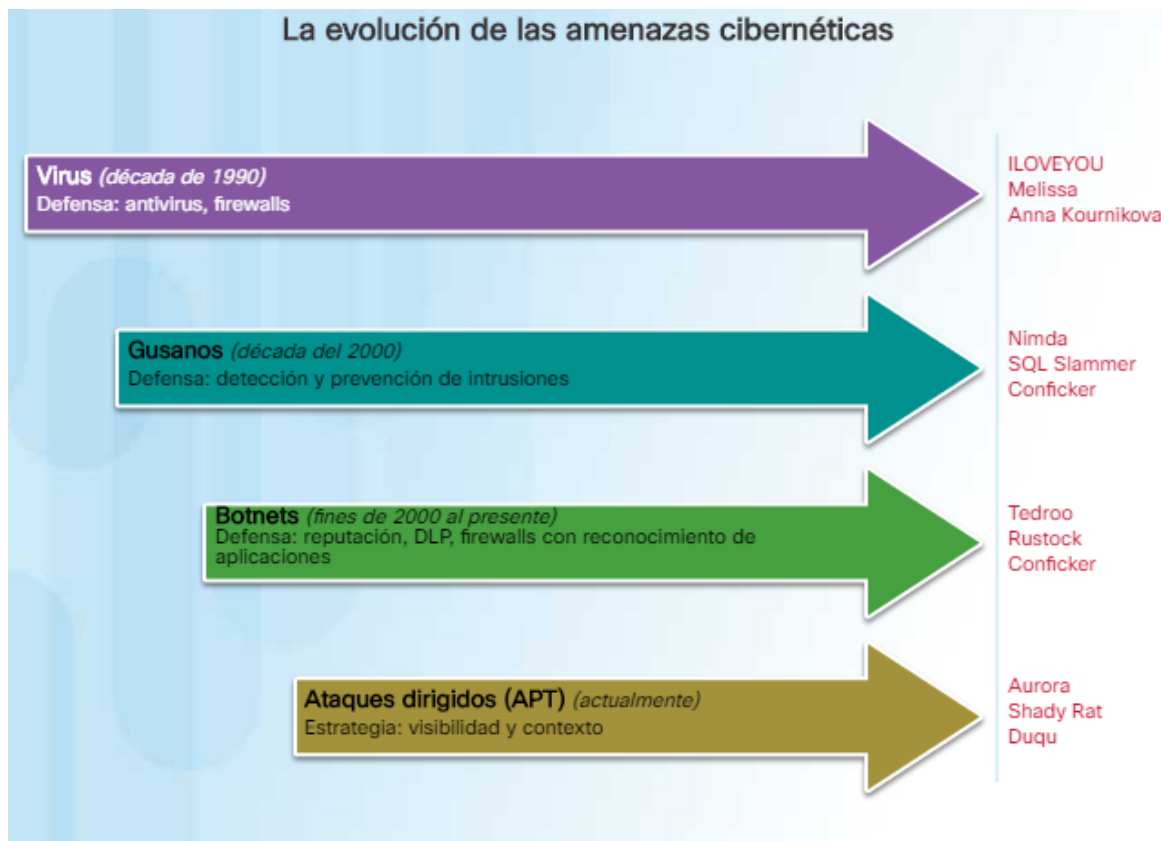 La evolución de las amenazas cibernéticas
Virus (década de 1990)
Defensa: antivirus, firewalls
ILOVEYOU
Melissa
Anna Kournikova
Gusanos (década del 2000)
Defensa: detección y prevención de intrusiones
Nimda
SQL Slammer
Conficker
Botnets (fines de 2000 al presente)
Defensa: reputación, DLP, firewalls con reconocimiento de
aplicaciones
Tedroo
Rustock
Conficker
Ataques dirigidos (APT) (actualmente)
Estrategia: visibilidad y contexto
Aurora
Shady Rat
Duqu